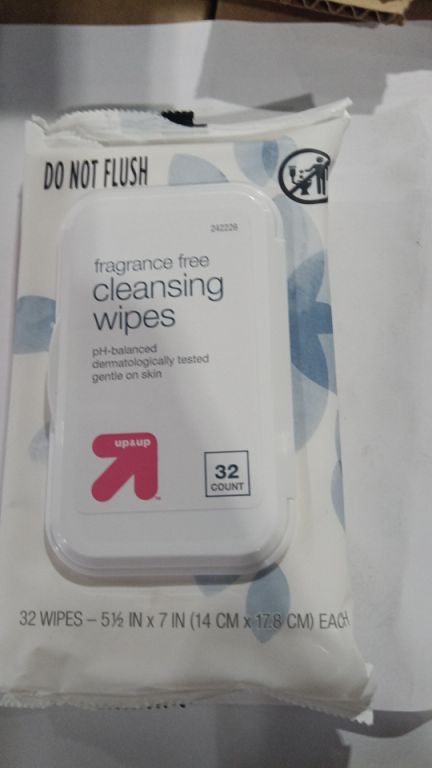 DO NOT FLUSH
242226
fragrance free
cleansing
wipes
pH-balanced
dermatologically tested
gentle on skin
up&up
TM
32
COUNT
32 WIPES – 5½ IN x 7 IN (14 CM x 17.8 CM) EACH